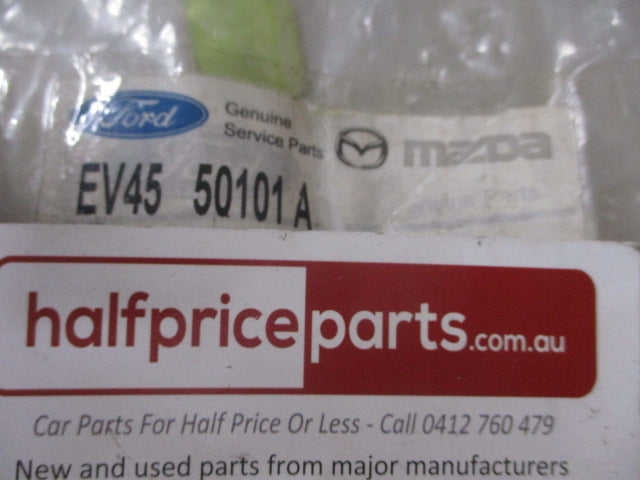 Ford
Genuine
Service Parts
mazda
EV45 50101 A
halfpriceparts.com.au
Car Parts For Half Price Or Less - Call 0412 760 479
New and used parts from major manufacturers